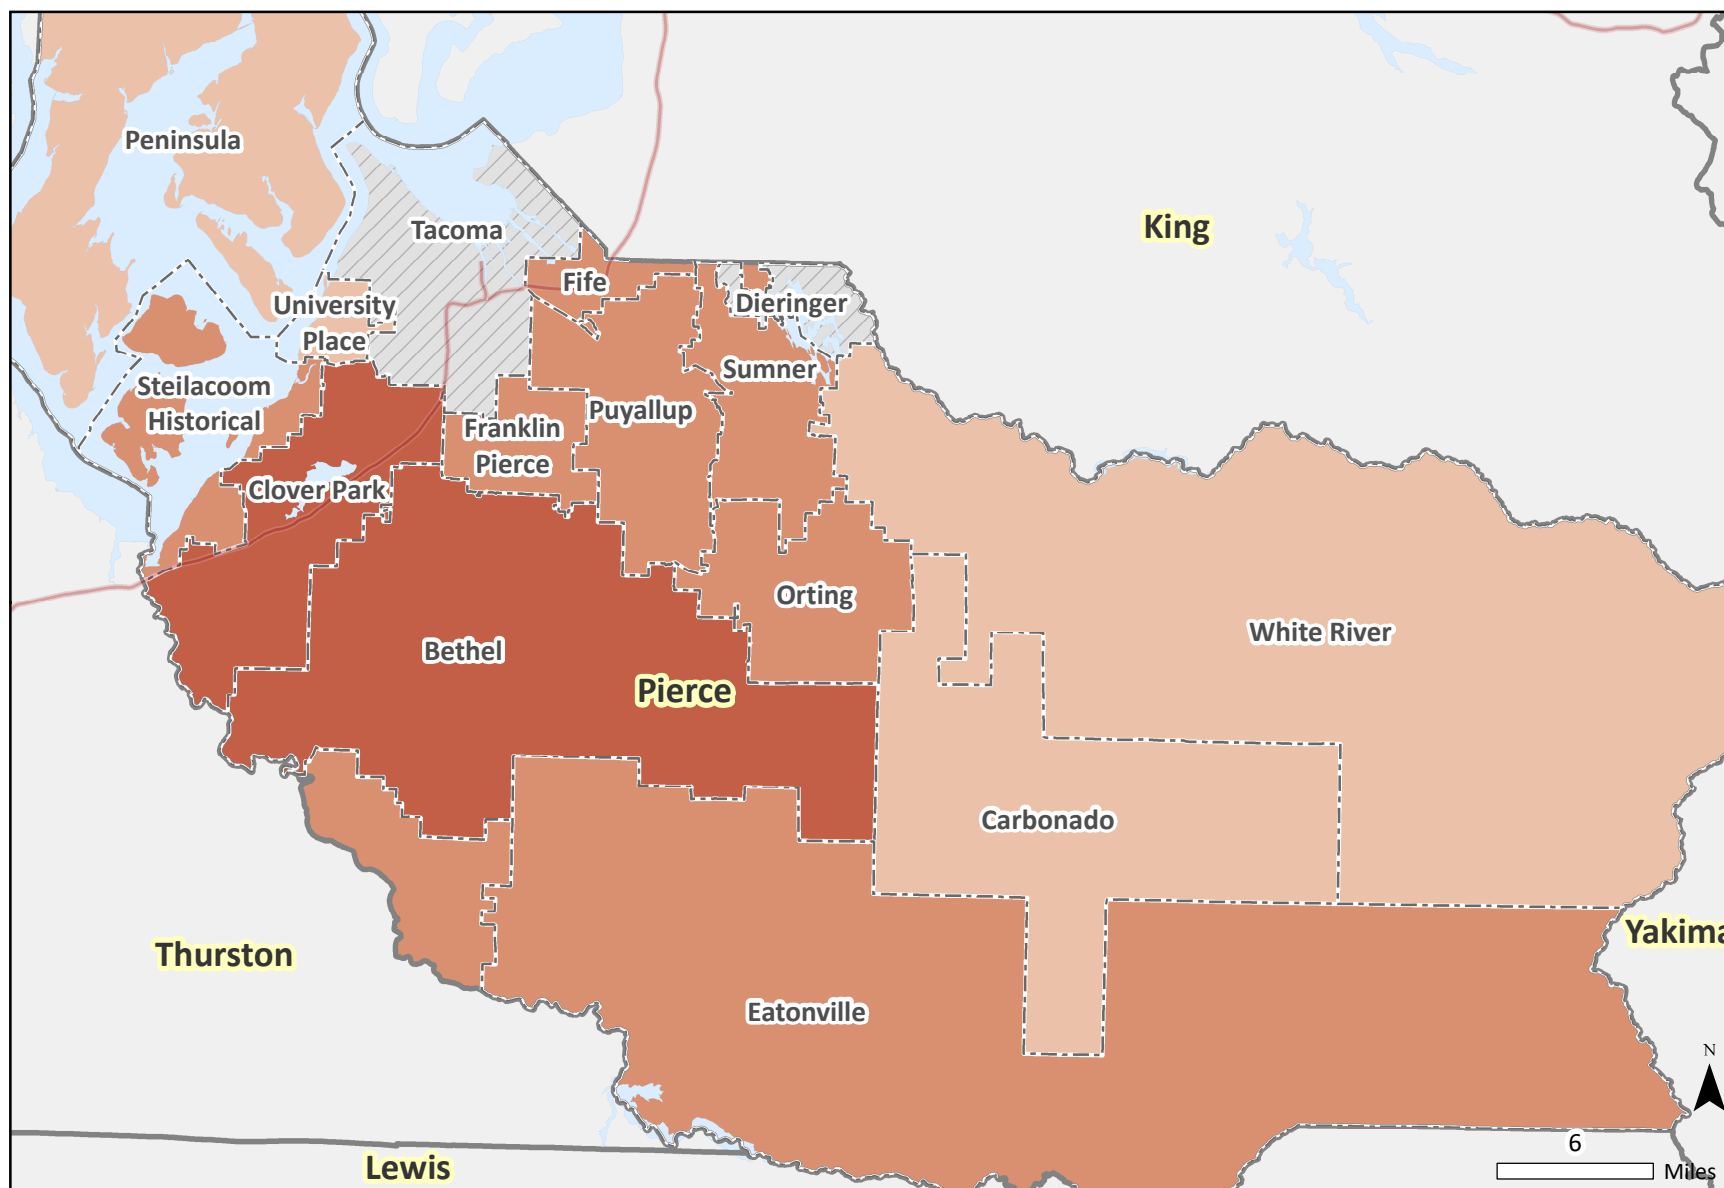 Peninsula
King
Tacoma
Fife
University
Place
Dieringer
Steilacoom
Historical
Sumner
Puyallup
Franklin
Pierce
Clover Park
Orting
White River
Bethel
Pierce
Carbonado
Thurston
Yakima
Eatonville
N
6
Miles
Lewis